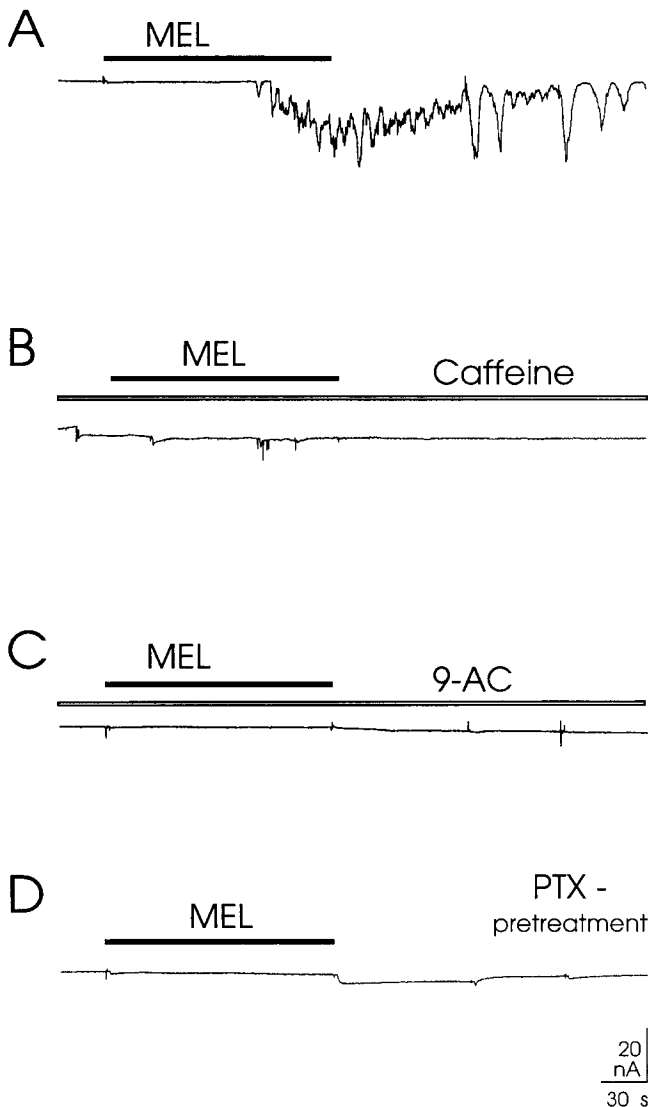 A
MEL
B
MEL
Caffeine
C
MEL
9-AC
D
MEL
PTX -
pretreatment
20
nA
30 s